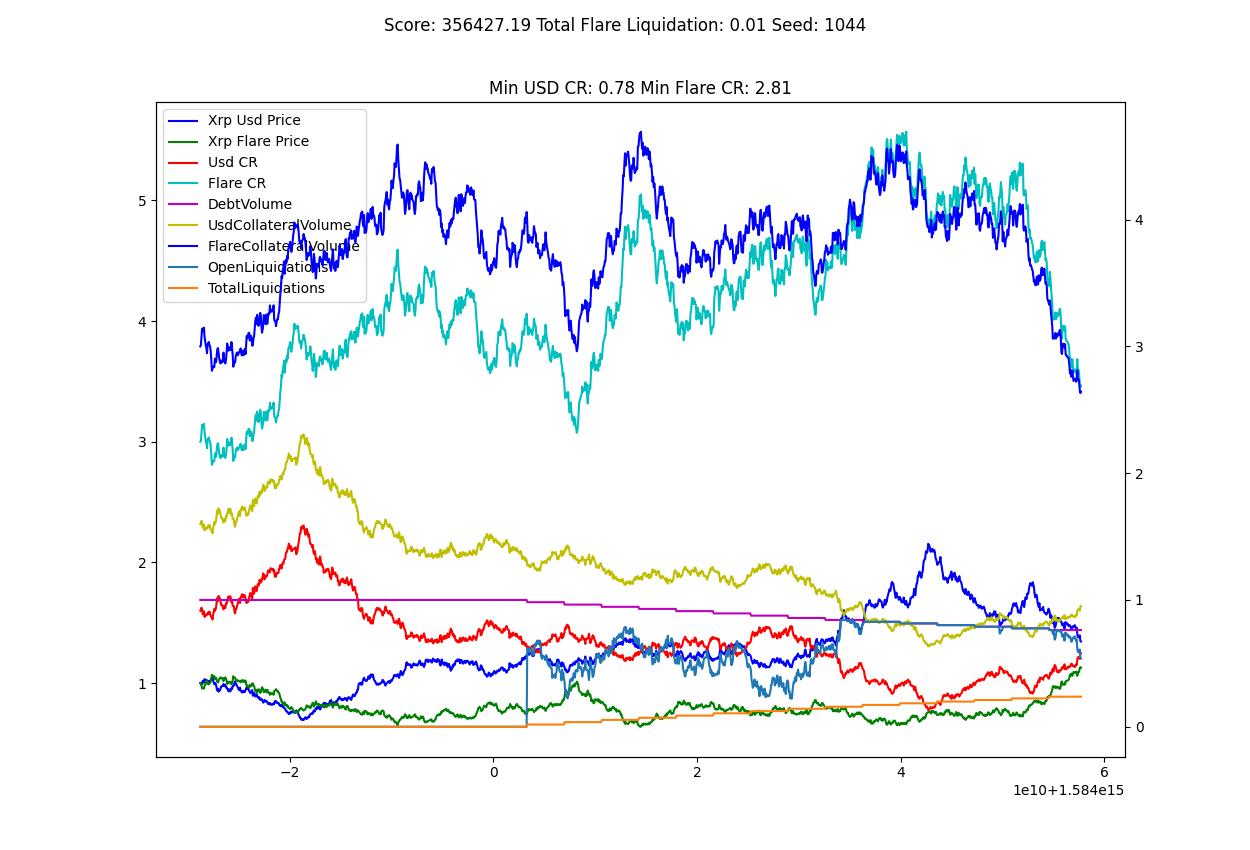 Score: 356427.19 Total Flare Liquidation: 0.01 Seed: 1044
Min USD CR: 0.78 Min Flare CR: 2.81
Xrp Usd Price
Xrp Flare Price
Usd CR
Flare CR
DebtVolume
UsdCollateralVolume
FlareCollateralVolume
OpenLiquidations
TotalLiquidations
5
4
3
2
1
4
3
2
1
0
−2
0
2
4
6
1e10+1.584e15